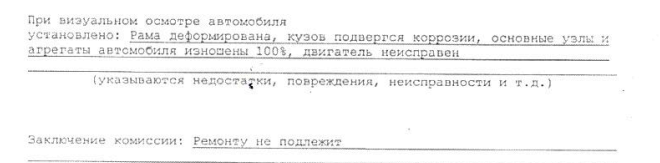 При визуальном осмотре автомобиля
установлено: Рама деформирована, кузов подвергся коррозии, основные узлы и
агрегаты автомобиля изношены 100%, двигатель неисправен
(указываются недостатки, повреждения, неисправности и т.д.)
Заключение комиссии: Ремонту не подлежит